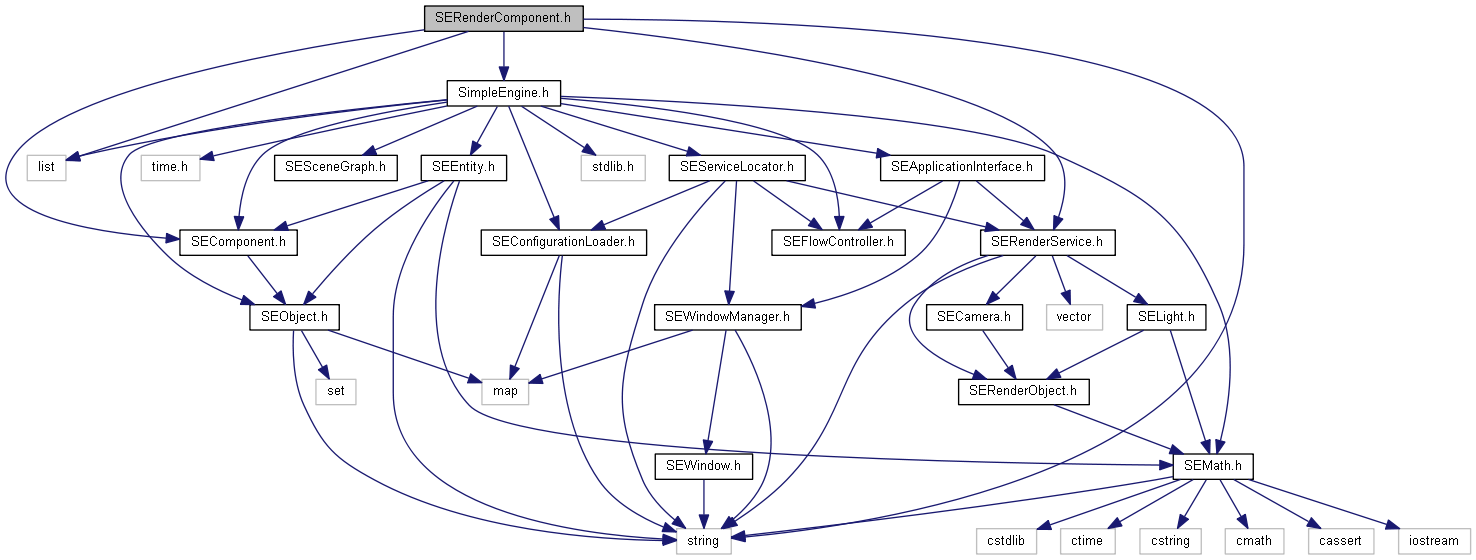 SERenderComponent.h
SimpleEngine.h
list
time.h
SESceneGraph.h
SEEntity.h
stdlib.h
SEServiceLocator.h
SEApplicationInterface.h
SEComponent.h
SEConfigurationLoader.h
SEFlowController.h
SERenderService.h
SEObject.h
SEWindowManager.h
SECamera.h
vector
SELight.h
set
map
SERenderObject.h
SEWindow.h
SEMath.h
string
cstdlib
ctime
cstring
cmath
cassert
iostream